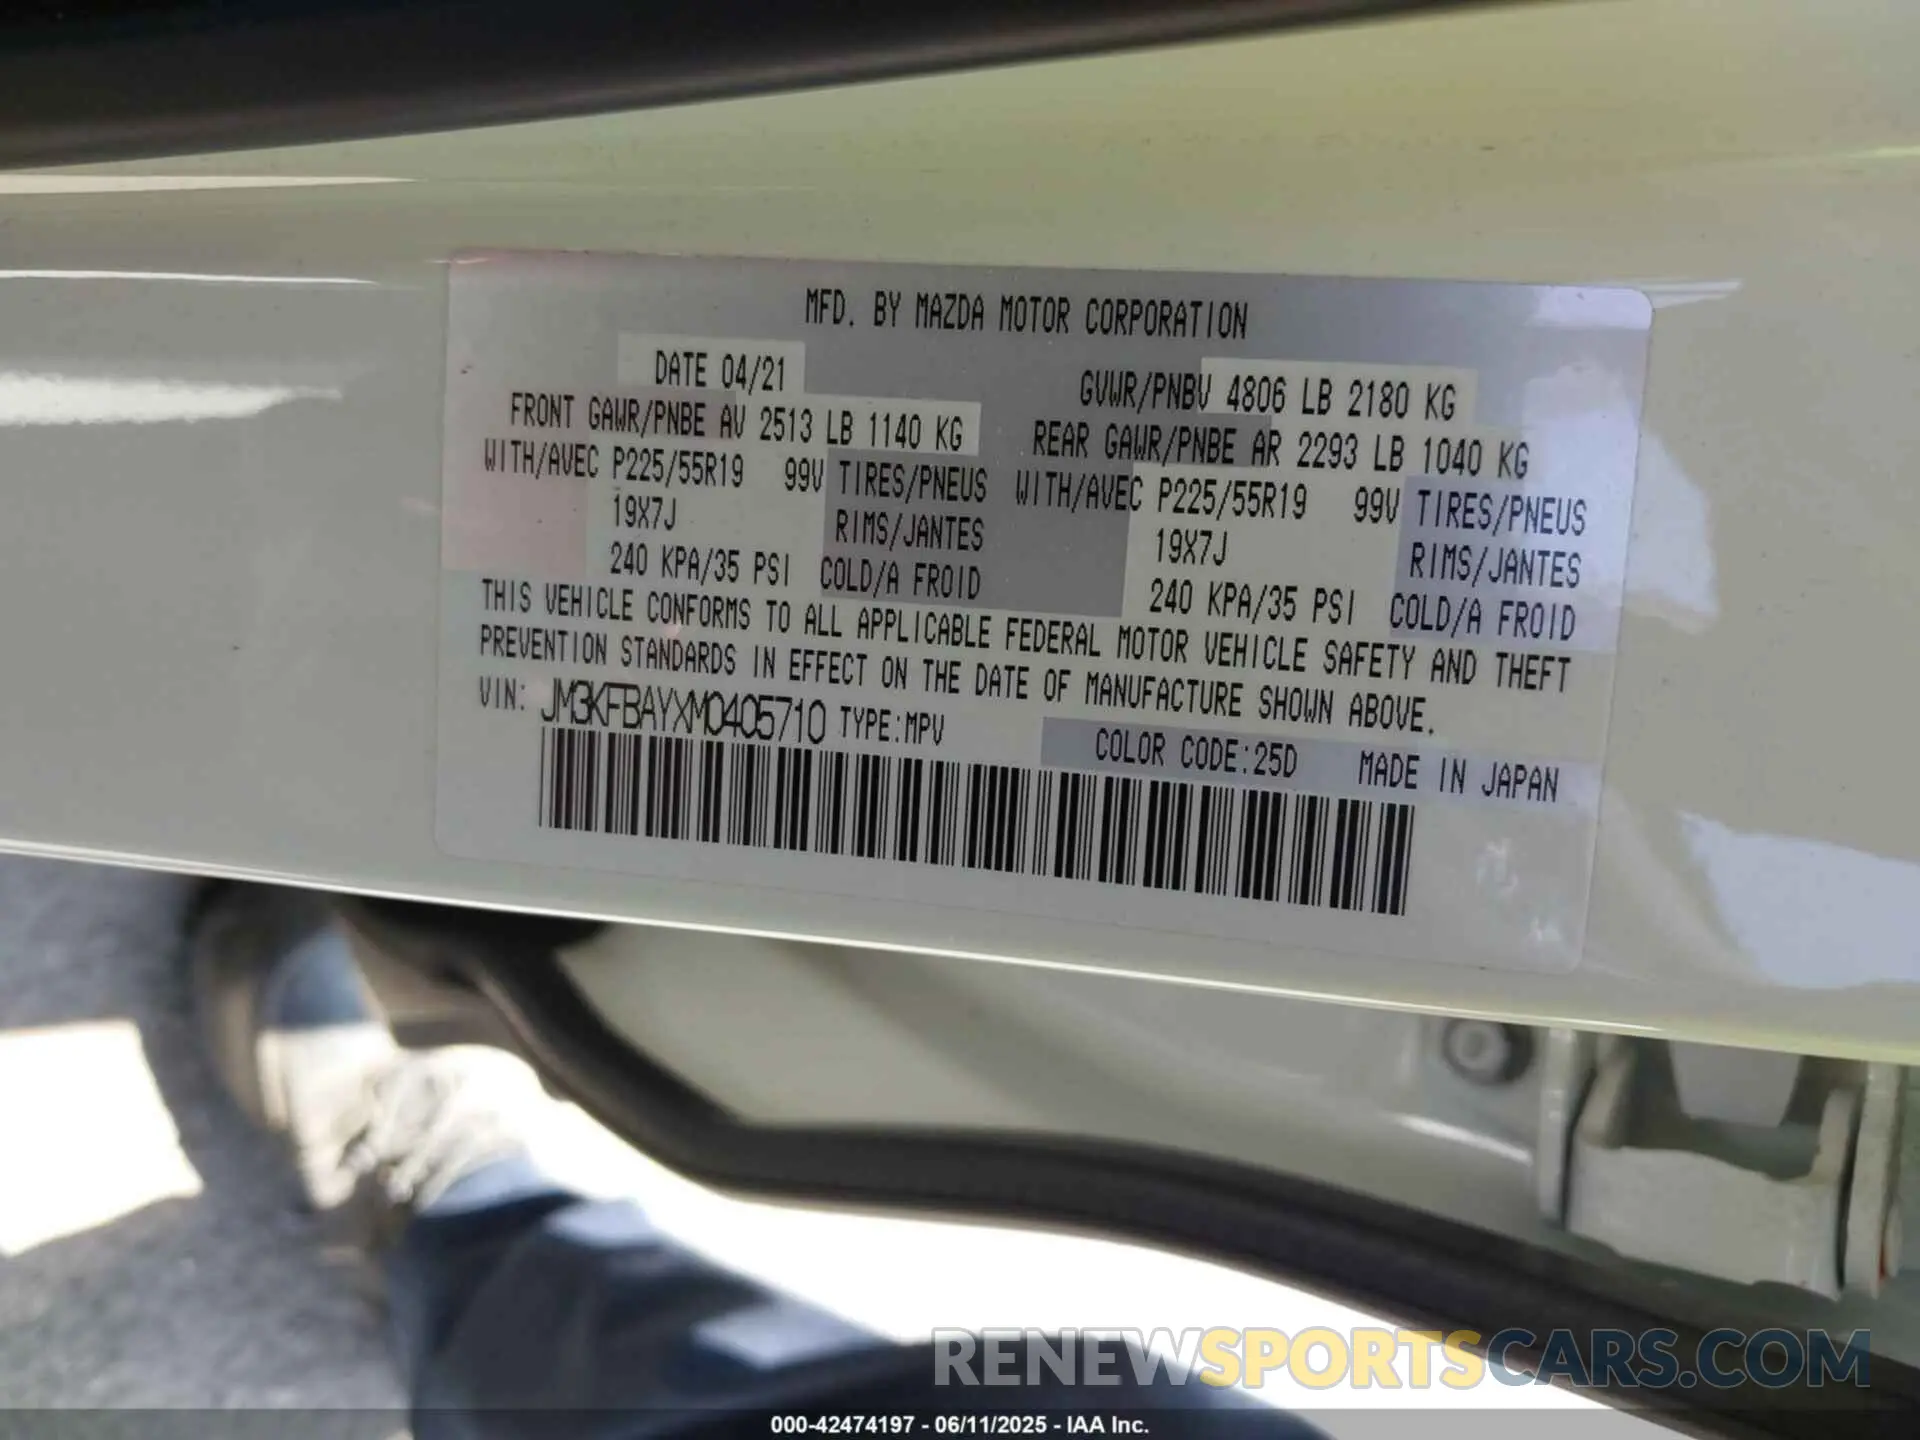 MFD. BY MAZDA MOTOR CORPORATION
DATE 04/21 GVWR/PNBV 4806 LB 2180 KG
FRONT GAWR/PNBE AV 2513 LB 1140 KG REAR GAWR/PNBE AR 2293 LB 1040 KG
WITH/AVEC P225/55R19 99V TIRES/PNEUS WITH/AVEC P225/55R19 99V TIRES/PNEUS
19X7J RIMS/JANTES 19X7J RIMS/JANTES
240 KPA/35 PSI COLD/A FROID 240 KPA/35 PSI COLD/A FROID
THIS VEHICLE CONFORMS TO ALL APPLICABLE FEDERAL MOTOR VEHICLE SAFETY AND THEFT
PREVENTION STANDARDS IN EFFECT ON THE DATE OF MANUFACTURE SHOWN ABOVE.
VIN: JM3KFBAYXM0405710 TYPE:MPV COLOR CODE:25D MADE IN JAPAN
RENEWSPORTSCARS.COM
000-42474197 - 06/11/2025 - IAA Inc.